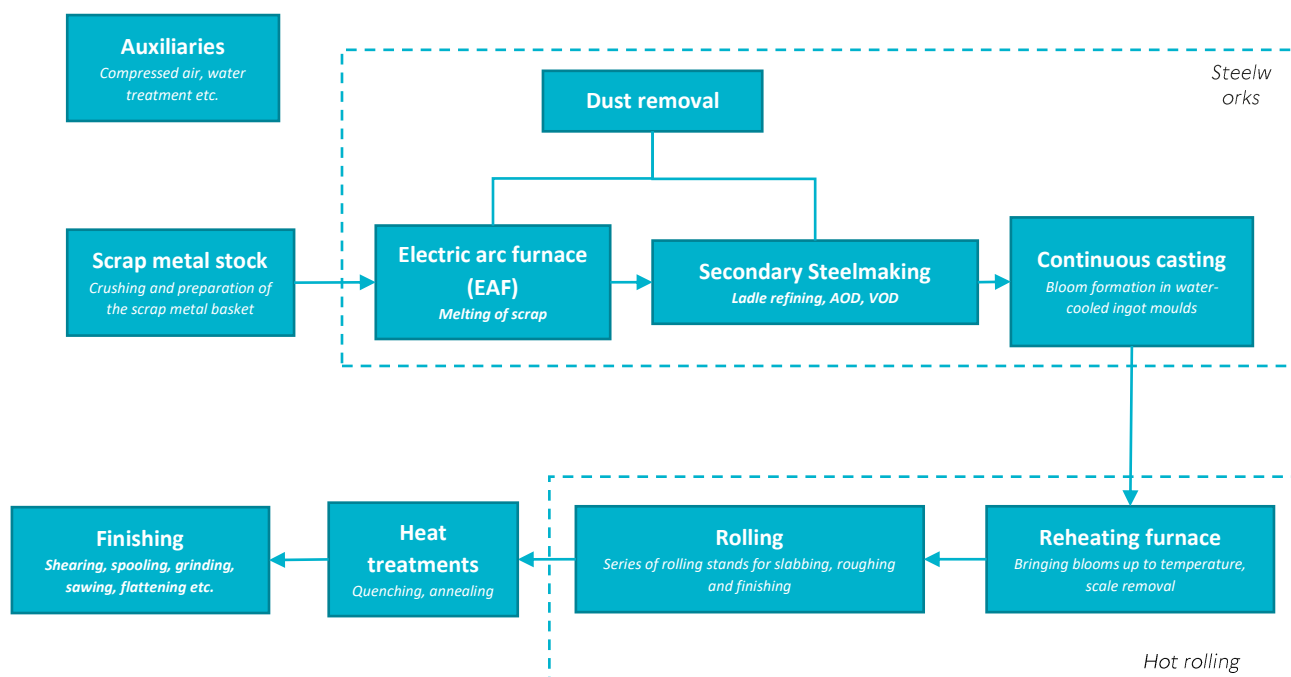 Auxiliaries
Compressed air, water
treatment etc.
Steelw
orks
Dust removal
Scrap metal stock
Crushing and preparation of
the scrap metal basket
Electric arc furnace
(EAF)
Melting of scrap
Secondary Steelmaking
Ladle refining, AOD, VOD
Continuous casting
Bloom formation in water-
cooled ingot moulds
Finishing
Shearing, spooling, grinding,
sawing, flattening etc.
Heat
treatments
Quenching, annealing
Rolling
Series of rolling stands for slabbing, roughing
and finishing
Reheating furnace
Bringing blooms up to temperature,
scale removal
Hot rolling